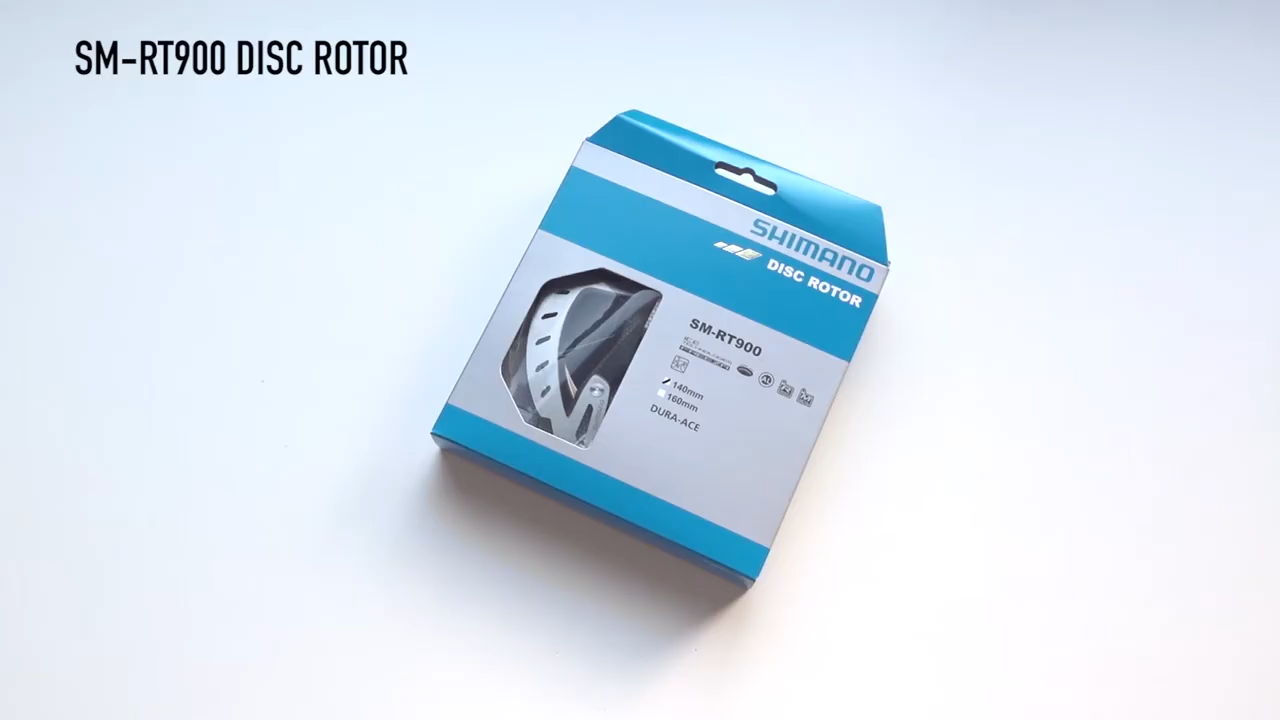 SM-RT900 DISC ROTOR
SHIMANO
DISC ROTOR
SM-RT900
140mm
160mm
DURA-ACE